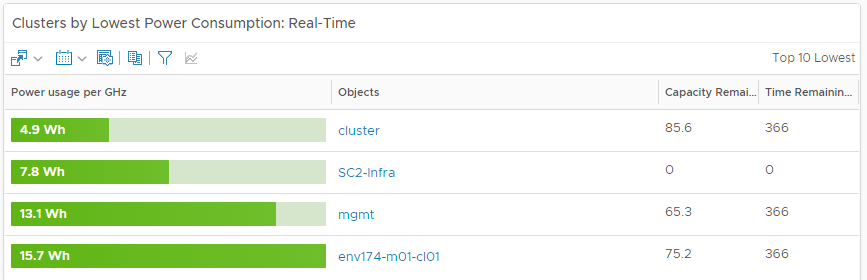 Clusters by Lowest Power Consumption: Real-Time
Top 10 Lowest
Power usage per GHz Objects Capacity Remai... Time Remainin...
4.9 Wh cluster 85.6 366
7.8 Wh SC2-Infra 0 0
13.1 Wh mgmt 65.3 366
15.7 Wh env174-m01-cl01 75.2 366